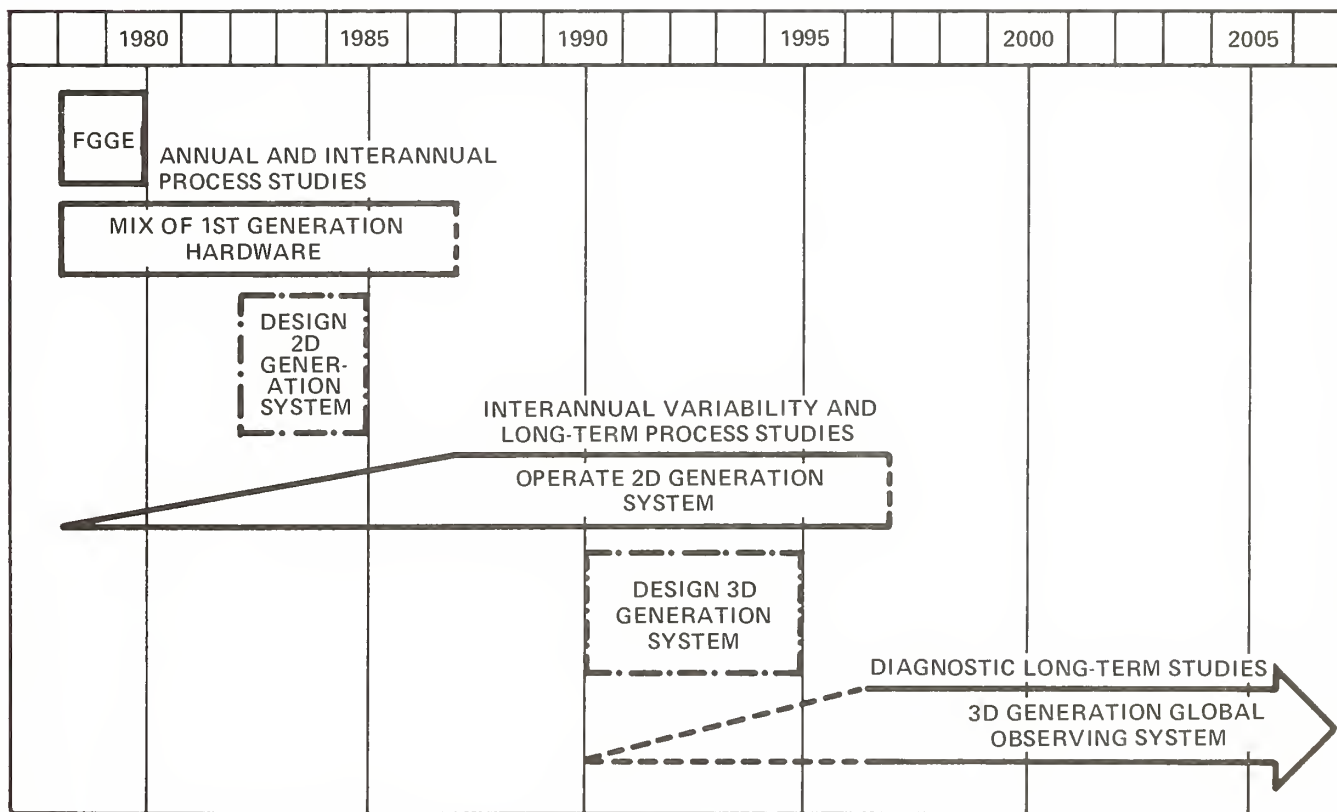 1980 1985 1990 1995 2000 2005
FGGE
ANNUAL AND INTERANNUAL
PROCESS STUDIES
MIX OF 1ST GENERATION
HARDWARE
DESIGN
2D
GENER-
ATION
SYSTEM
INTERANNUAL VARIABILITY AND
LONG-TERM PROCESS STUDIES
OPERATE 2D GENERATION
SYSTEM
DESIGN 3D
GENERATION
SYSTEM
DIAGNOSTIC LONG-TERM STUDIES
3D GENERATION GLOBAL
OBSERVING SYSTEM